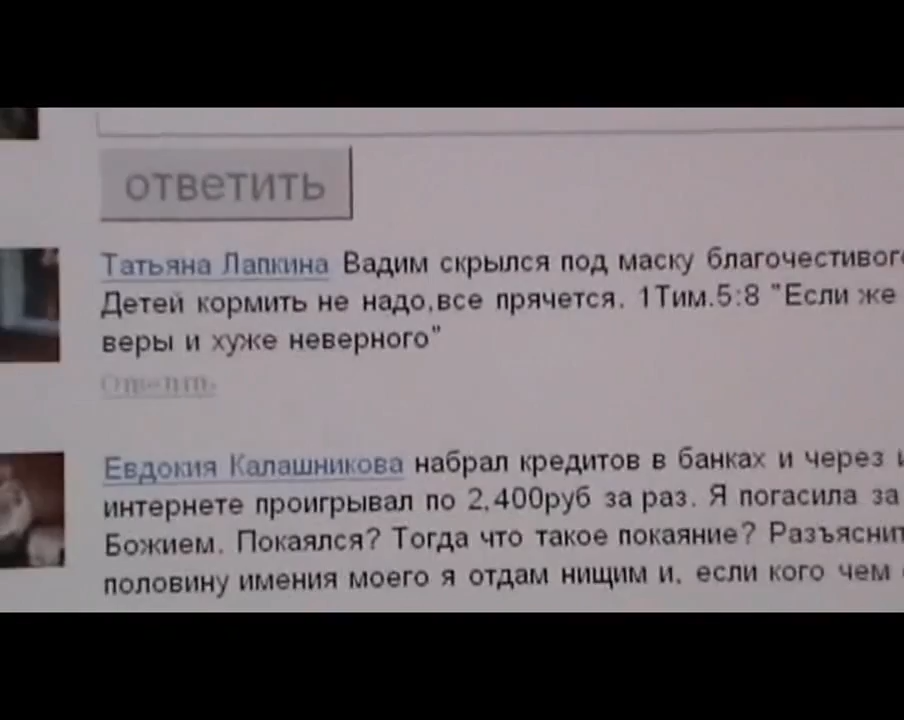 ответить
Татьяна Лапкина Вадим скрылся под маску
Детей кормить не надо,все прячется. 1Тим.5:8 "Если же
веры и хуже неверного"
Ответить
Евдокия Калашникова набрал кредитов в банках и через
интернете проигрывал по 2,400руб за раз. Я погасила за
Божием. Покаялся? Тогда что такое покаяние?
половину имения моего я отдам нищим и, если кого чем